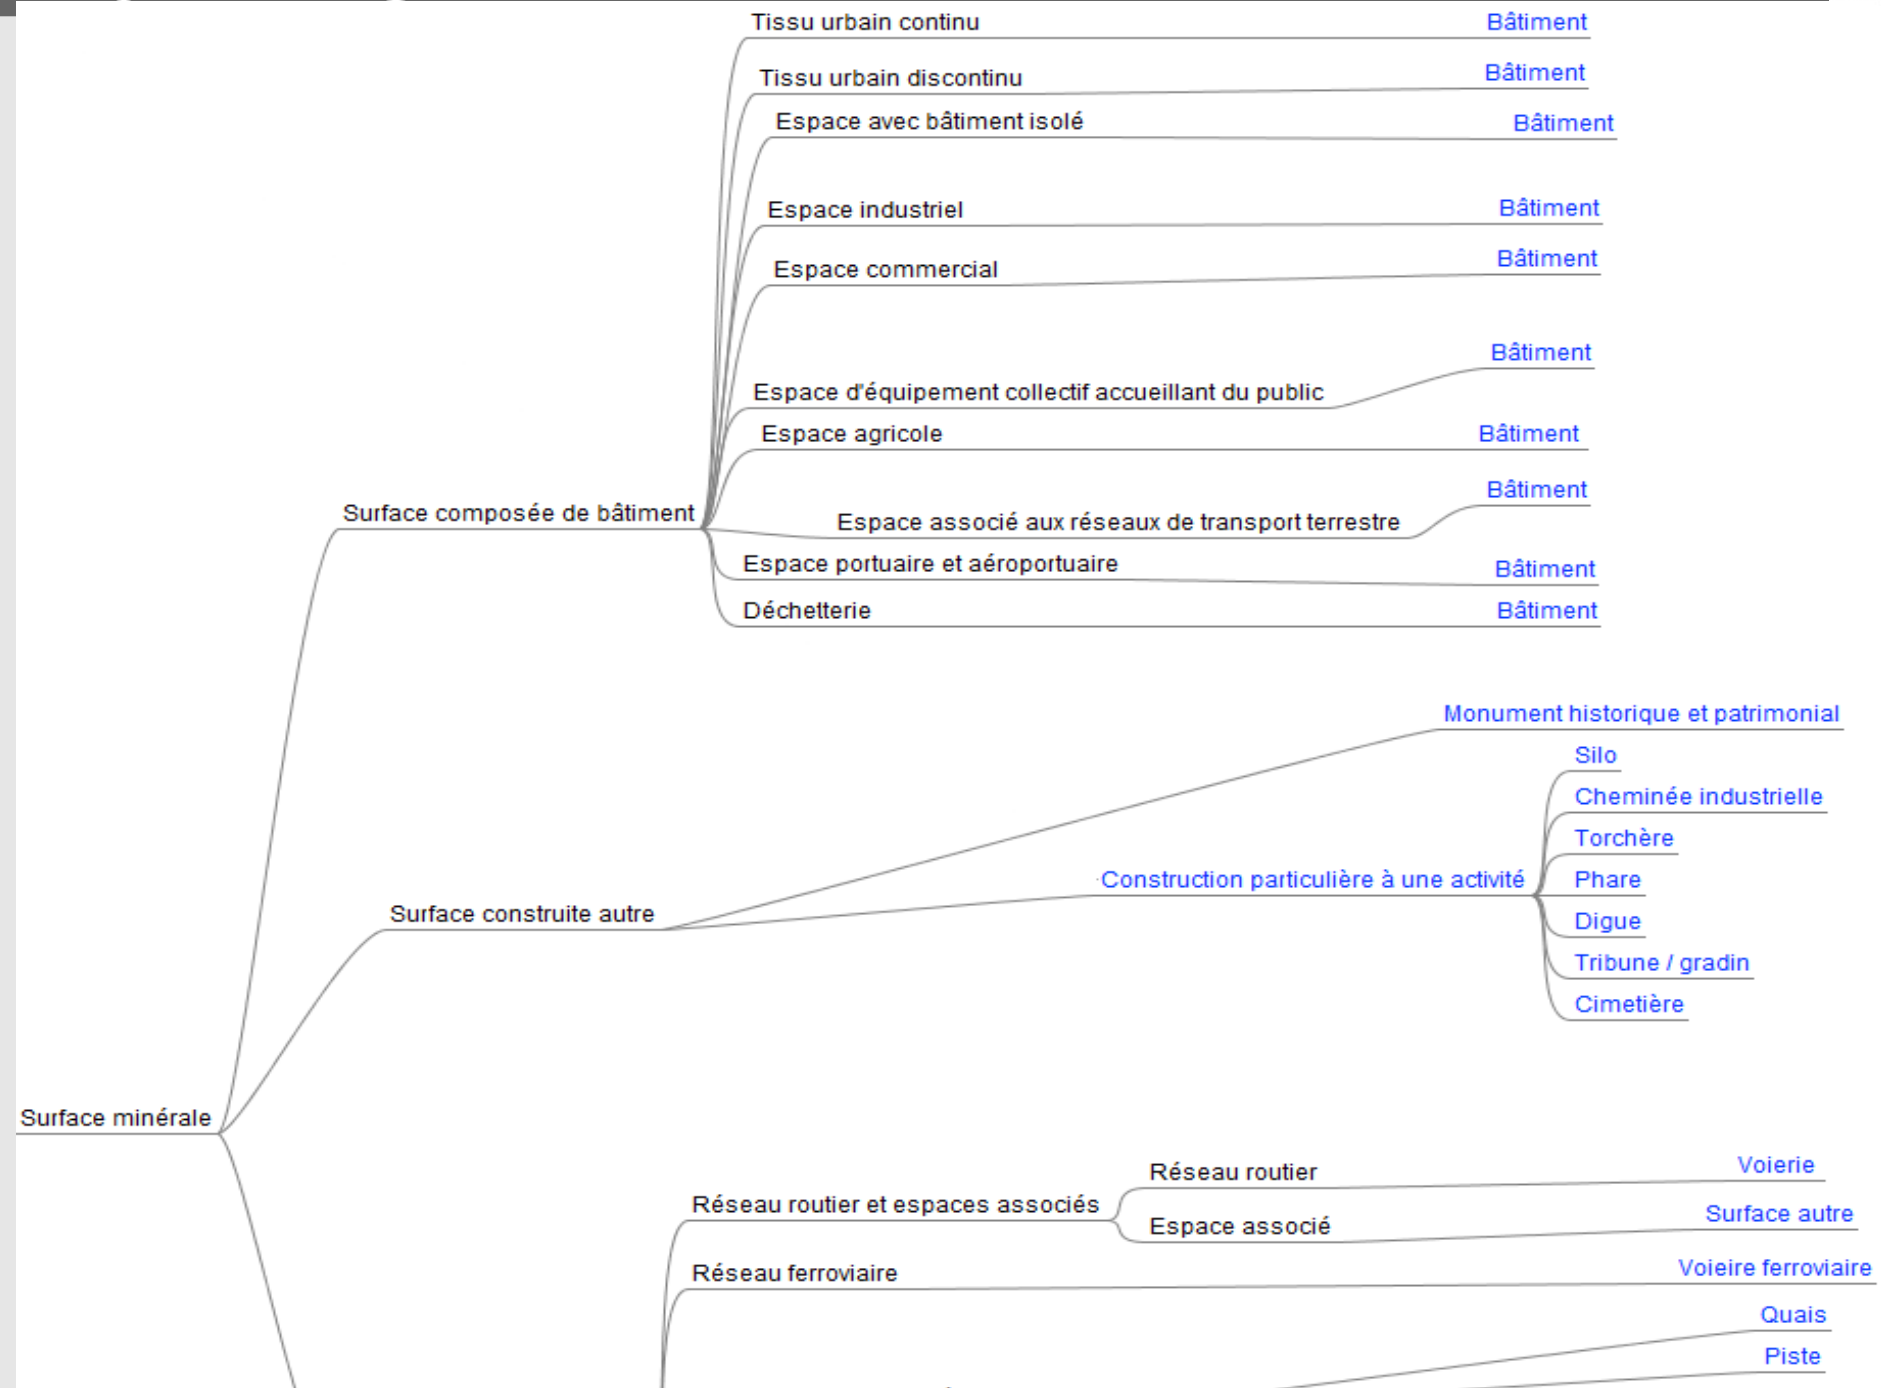 Tissu urbain continu Bâtiment
Tissu urbain discontinu Bâtiment
Espace avec bâtiment isolé Bâtiment
Espace industriel Bâtiment
Espace commercial Bâtiment
Bâtiment
Espace d'équipement collectif accueillant du public
Espace agricole Bâtiment
Bâtiment
Surface composée de bâtiment
Espace associé aux réseaux de transport terrestre
Espace portuaire et aéroportuaire Bâtiment
Déchetterie Bâtiment
Monument historique et patrimonial
Silo
Cheminée industrielle
Torchère
Construction particulière à une activité
Phare
Surface construite autre
Digue
Tribune / gradin
Cimetière
Surface minérale
Réseau routier Voierie
Réseau routier et espaces associés
Espace associé Surface autre
Réseau ferroviaire Voieire ferroviaire
Quais
Piste